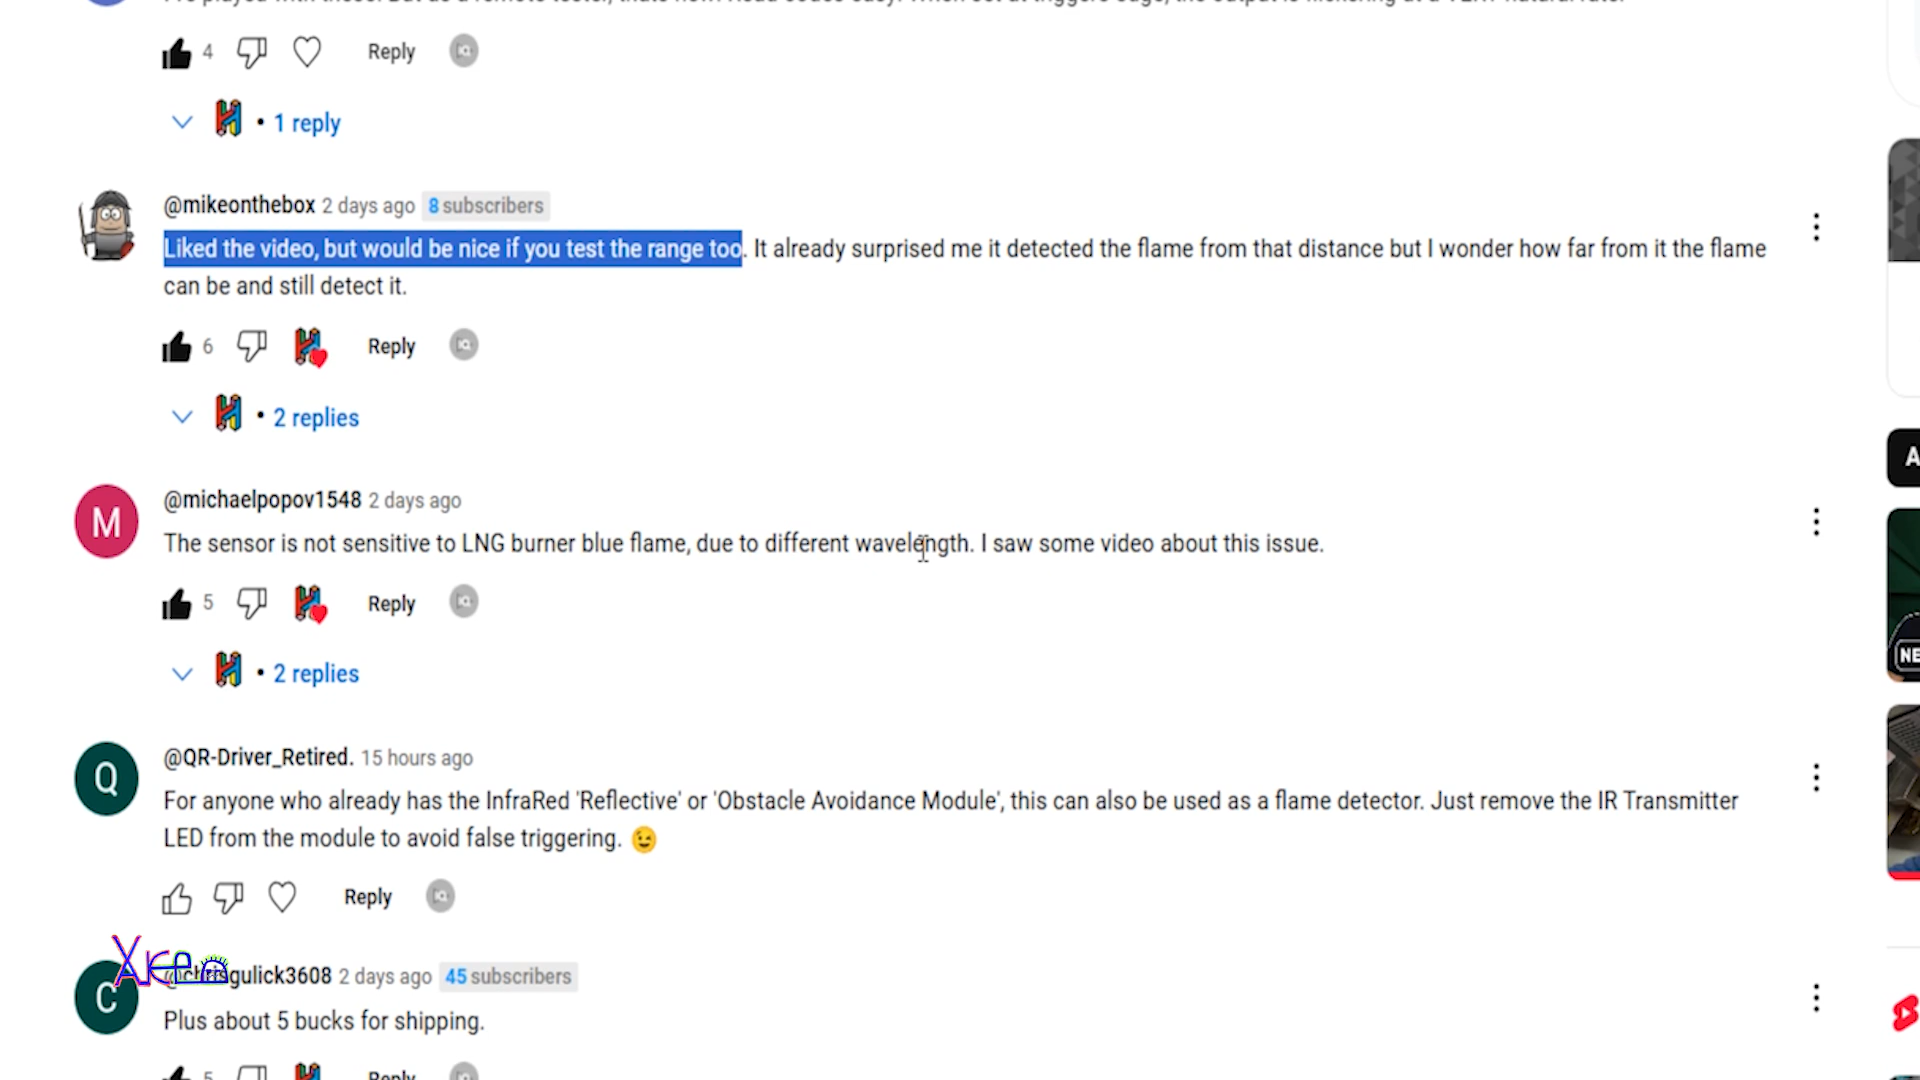 4 Reply
1 reply
@mikeonthebox 2 days ago 8 subscribers
Liked the video, but would be nice if you test the range too. It already surprised me it detected the flame from that distance but I wonder how far from it the flame
can be and still detect it.
6 Reply
2 replies
@michaelpopov1548 2 days ago
The sensor is not sensitive to LNG burner blue flame, due to different wavelength. I saw some video about this issue.
5 Reply
2 replies
@QR-Driver_Retired. 15 hours ago
For anyone who already has the InfraRed 'Reflective' or 'Obstacle Avoidance Module', this can also be used as a flame detector. Just remove the IR Transmitter
LED from the module to avoid false triggering. 😉
Reply
@chrisgulick3608 2 days ago 45 subscribers
Plus about 5 bucks for shipping.
5 Reply
M
Q
C